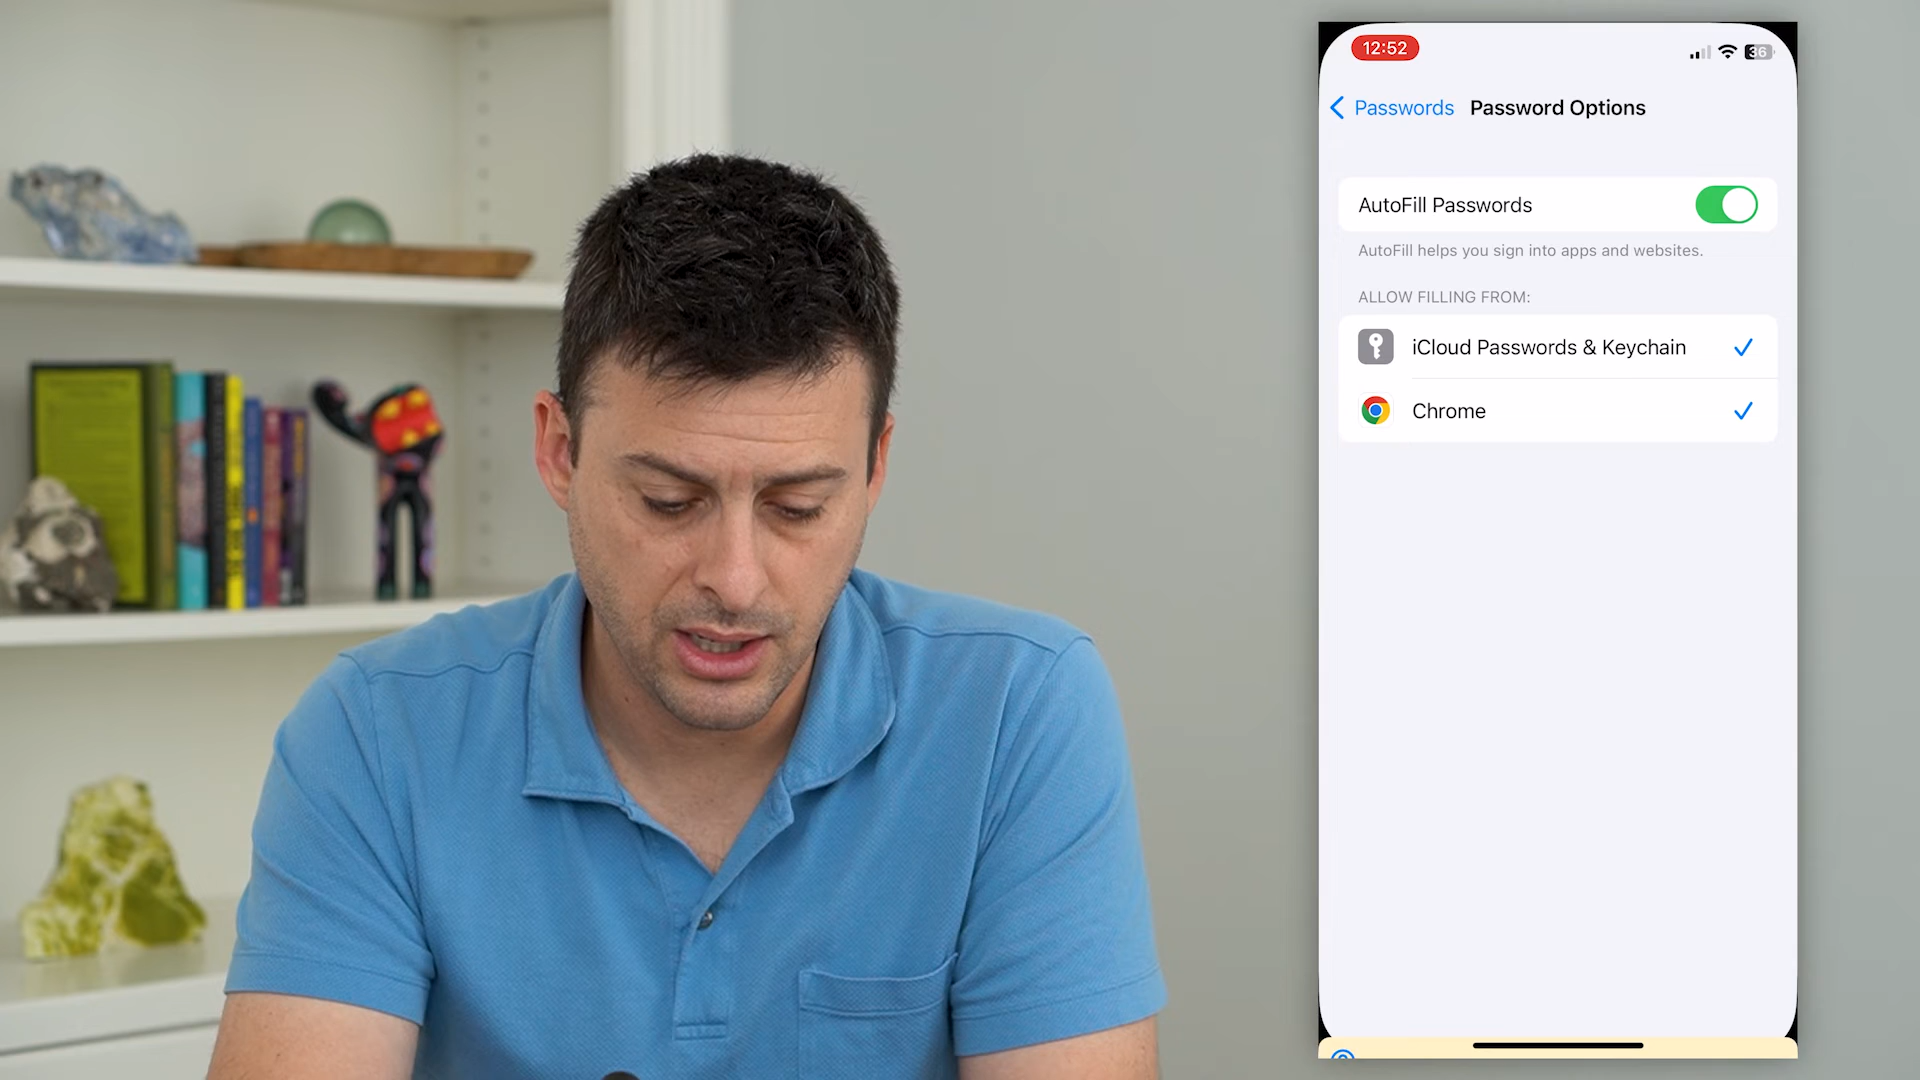 12:52
36
Passwords Password Options
AutoFill Passwords
AutoFill helps you sign into apps and websites.
ALLOW FILLING FROM:
iCloud Passwords & Keychain
Chrome